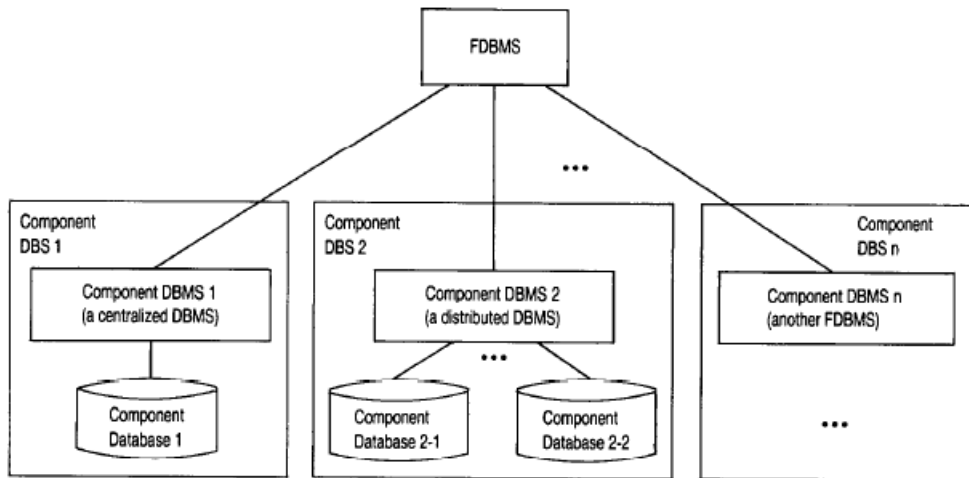 FDBMS
•••
Component
DBS 1
Component DBMS 1
(a centralized DBMS)
Component
Database 1
Component
DBS 2
Component DBMS 2
(a distributed DBMS)
•••
Component
Database 2-1
Component
Database 2-2
Component
DBS n
Component DBMS n
(another FDBMS)
•••